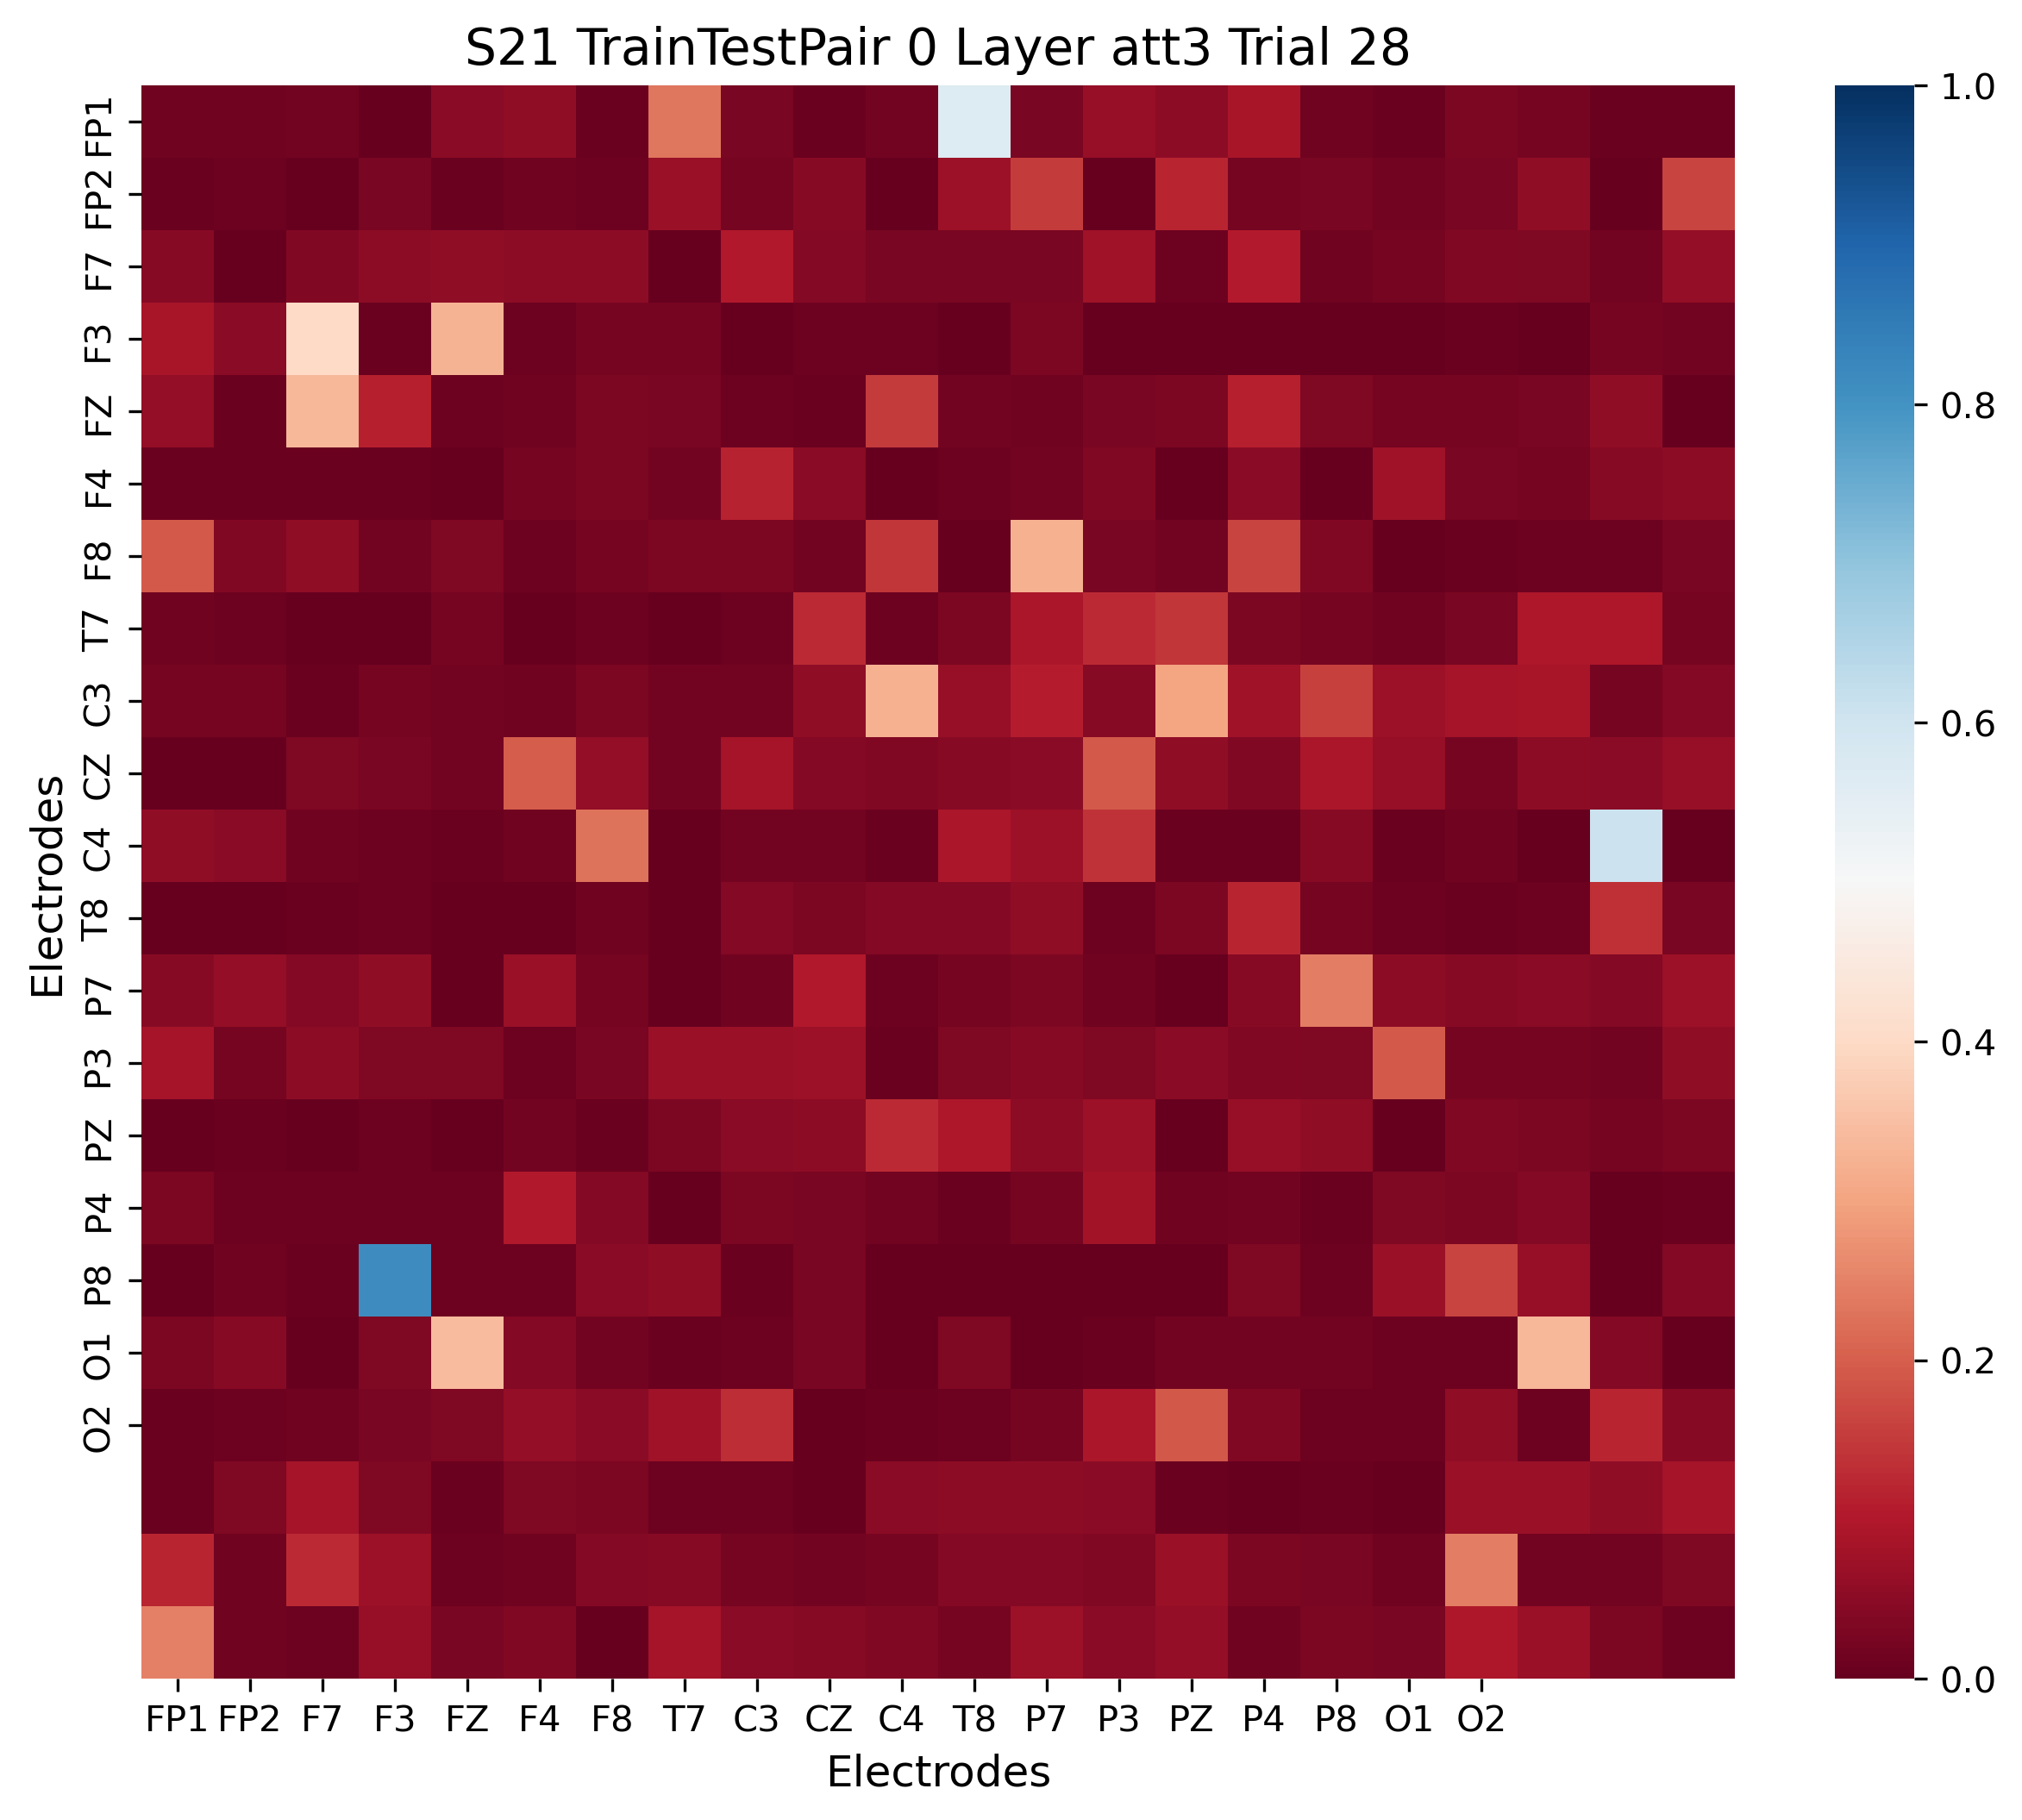 S21 TrainTestPair 0 Layer att3 Trial 28
Electrodes
FP1
FP2
F7
F3
FZ
F4
F8
T7
C3
CZ
C4
T8
P7
P3
PZ
P4
P8
O1
O2
FP1 FP2 F7 F3 FZ F4 F8 T7 C3 CZ C4 T8 P7 P3 PZ P4 P8 O1 O2
Electrodes
1.0
0.8
0.6
0.4
0.2
0.0